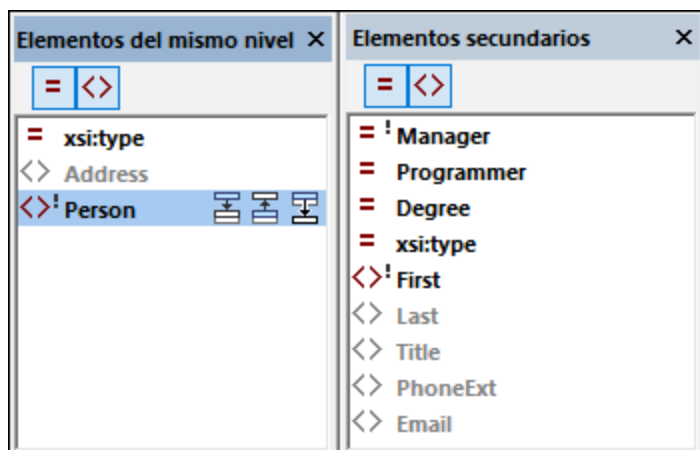 Elementos del mismo nivel ×
= <>
= xsi:type
<> Address
<>! Person
Elementos secundarios ×
= <>
= ! Manager
= Programmer
= Degree
= xsi:type
<>! First
<> Last
<> Title
<> PhoneExt
<> Email